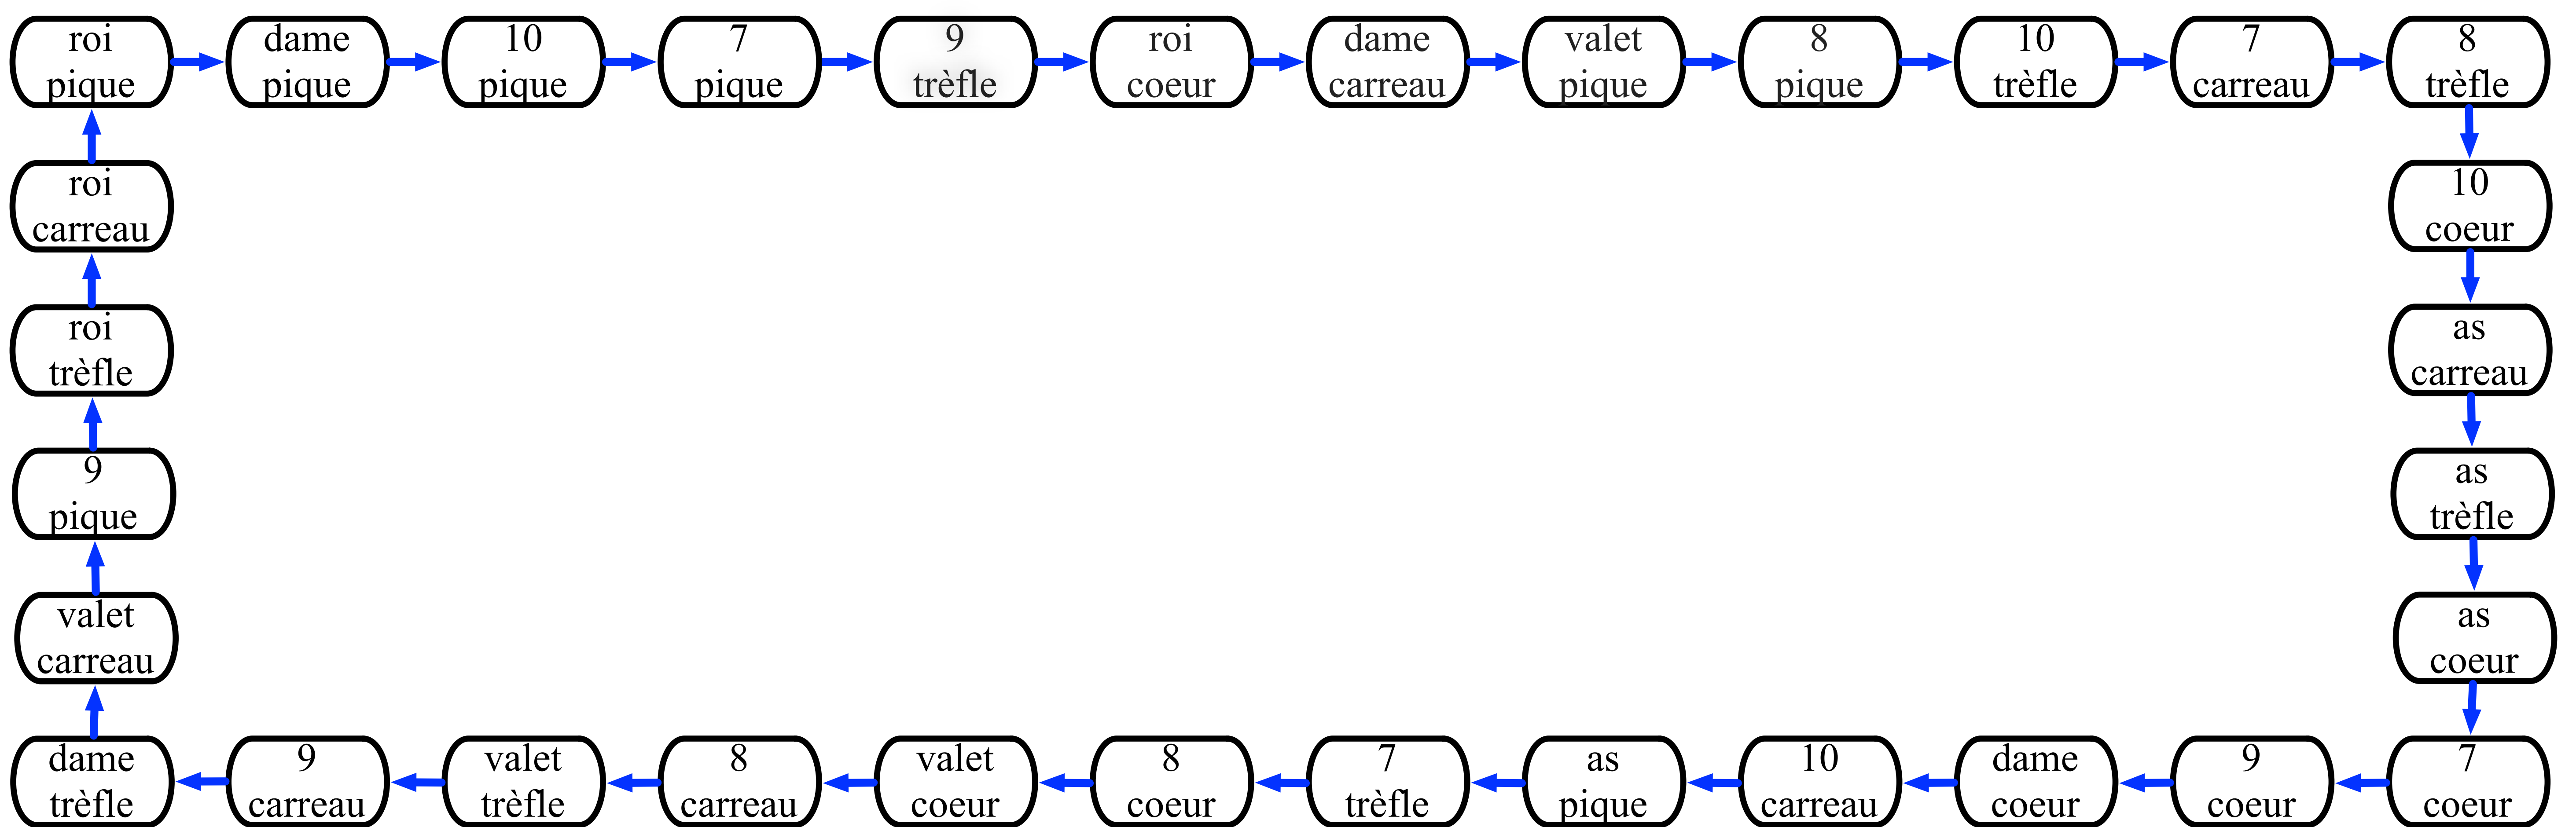 roi
pique
dame
pique
10
pique
7
pique
9
trèfle
roi
coeur
dame
carreau
valet
pique
8
pique
10
trèfle
7
carreau
8
trèfle
10
coeur
as
carreau
as
trèfle
as
coeur
7
coeur
9
coeur
dame
coeur
10
carreau
as
pique
7
trèfle
8
coeur
valet
coeur
8
carreau
valet
trèfle
9
carreau
dame
trèfle
valet
carreau
9
pique
roi
trèfle
roi
carreau